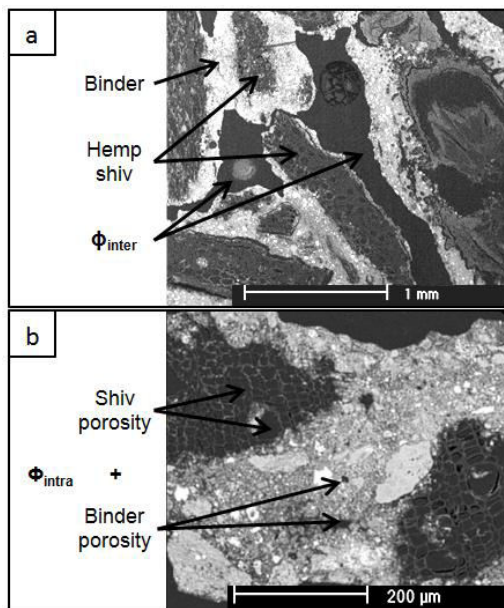 a
Binder
Hemp
shiv
Φinter
1 mm
b
Shiv
porosity
Φintra +
Binder
porosity
200 µm